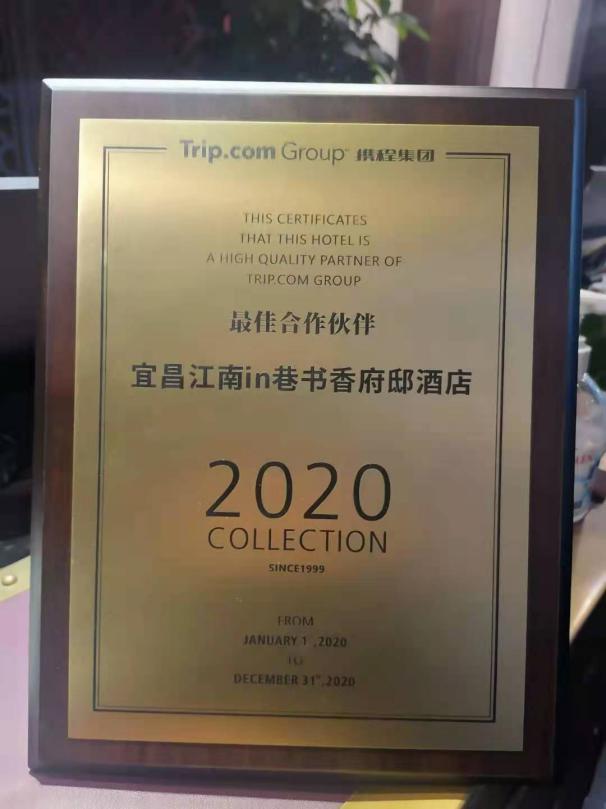 Trip.com Group™ 携程集团
THIS CERTIFICATES
THAT THIS HOTEL IS
A HIGH QUALITY PARTNER OF
TRIP.COM GROUP
最佳合作伙伴
宜昌江南in巷书香府邸酒店
2020
COLLECTION
SINCE1999
FROM
JANUARY 1 ,2020
TO
DECEMBER 31st,2020